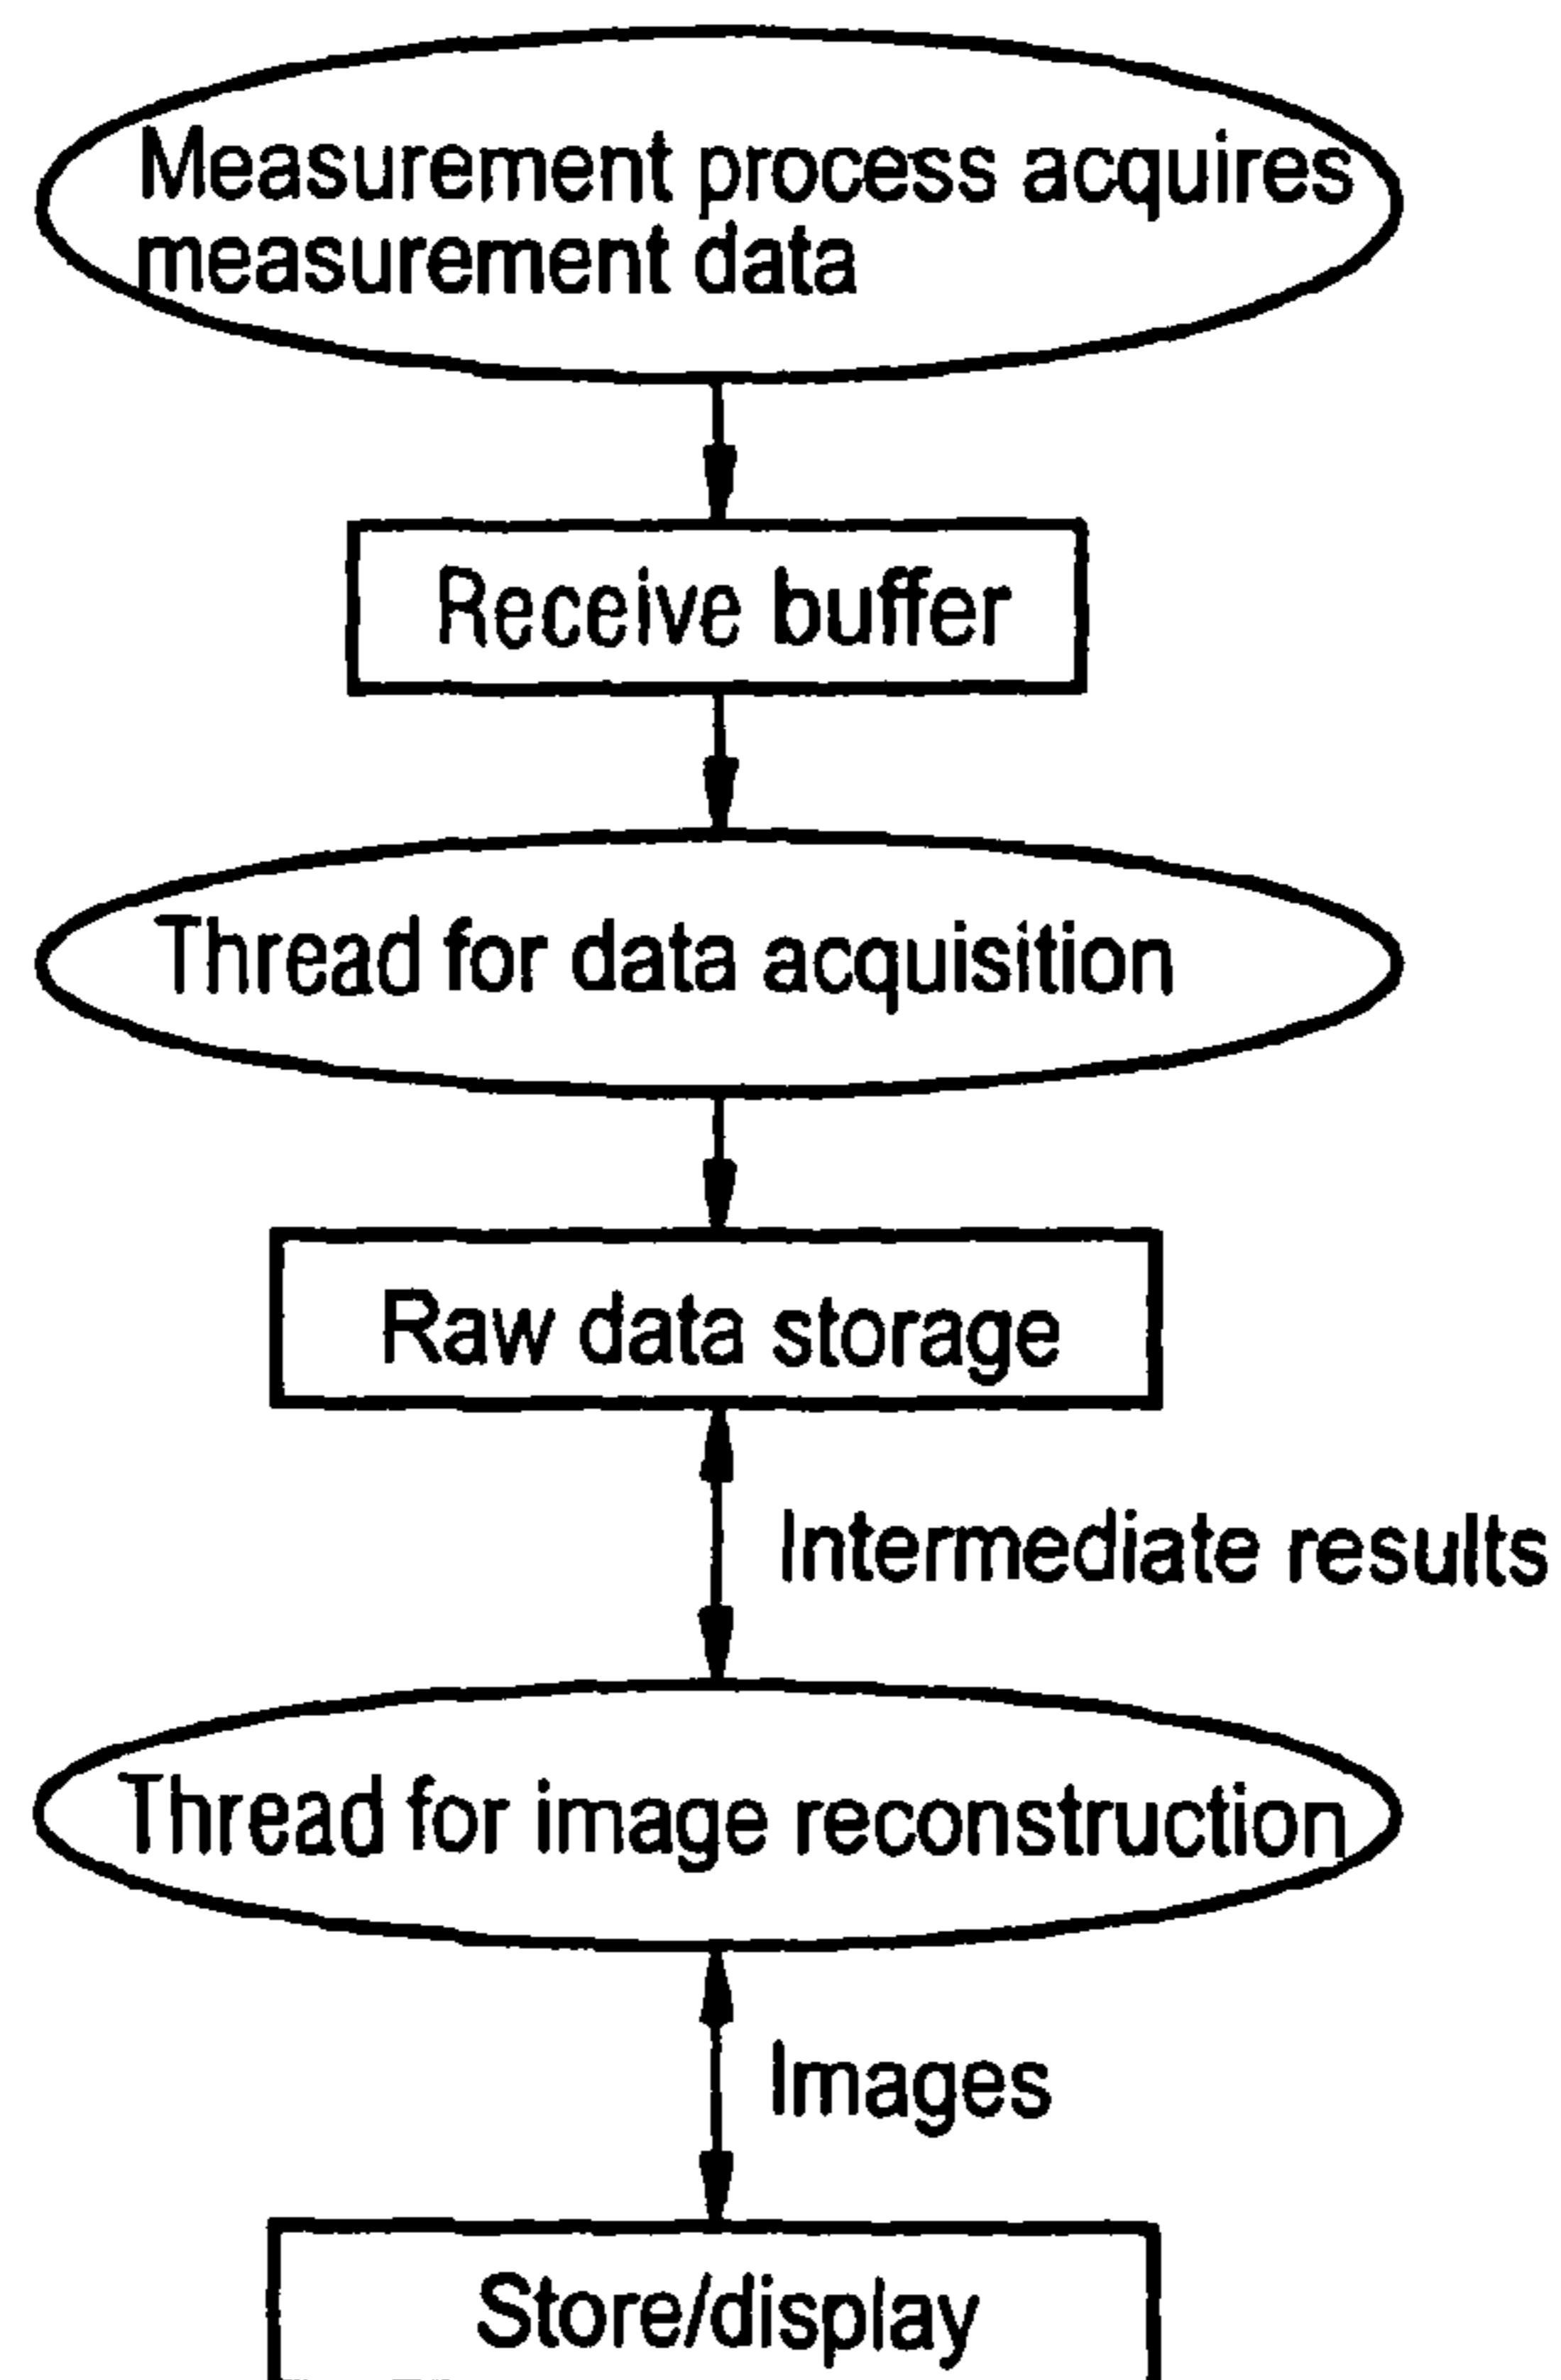 Measurement process acquires
measurement data
Receive buffer
Thread for data acquisition
Raw data storage
Intermediate results
Thread for image reconstruction
Images
Store/display